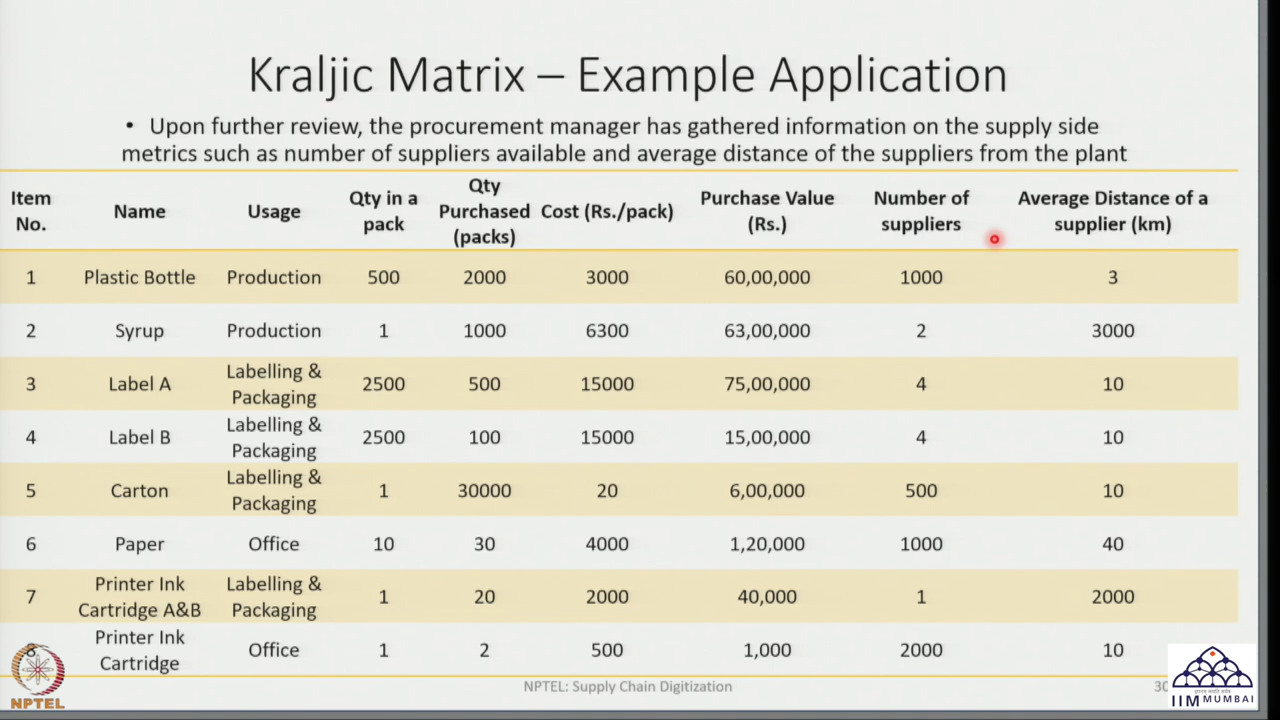 Kraljic Matrix – Example Application
• Upon further review, the procurement manager has gathered information on the supply side
metrics such as number of suppliers available and average distance of the suppliers from the plant
Item No. Name Usage Qty in a pack Qty Purchased (packs) Cost (Rs./pack) Purchase Value (Rs.) Number of suppliers Average Distance of a supplier (km)
1 Plastic Bottle Production 500 2000 3000 60,00,000 1000 3
2 Syrup Production 1 1000 6300 63,00,000 2 3000
3 Label A Labelling & Packaging 2500 500 15000 75,00,000 4 10
4 Label B Labelling & Packaging 2500 100 15000 15,00,000 4 10
5 Carton Labelling & Packaging 1 30000 20 6,00,000 500 10
6 Paper Office 10 30 4000 1,20,000 1000 40
7 Printer Ink Cartridge A&B Labelling & Packaging 1 20 2000 40,000 1 2000
8 Printer Ink Cartridge Office 1 2 500 1,000 2000 10
NPTEL
NPTEL: Supply Chain Digitization
30
IIM MUMBAI